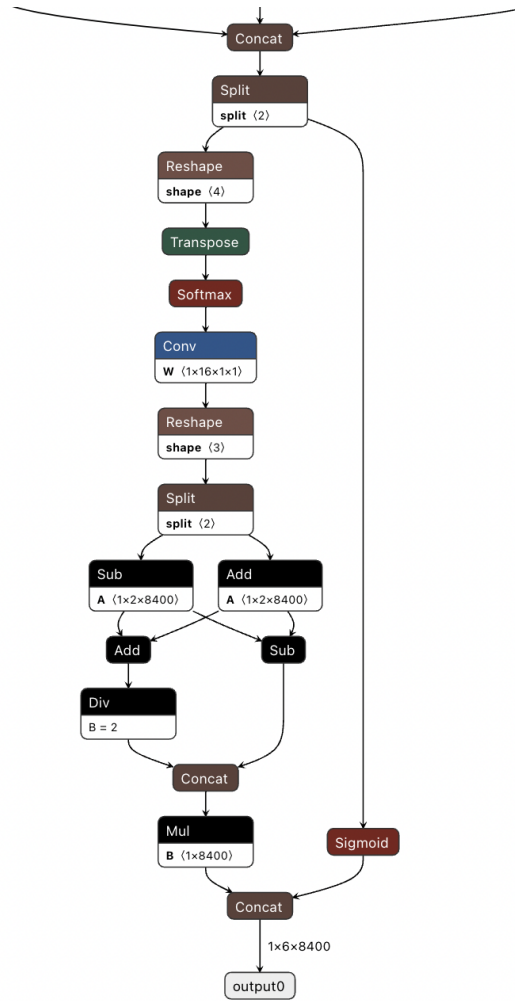 Concat
Split
split ⟨2⟩
Reshape
shape ⟨4⟩
Transpose
Softmax
Conv
W ⟨1×16×1×1⟩
Reshape
shape ⟨3⟩
Split
split ⟨2⟩
Sub
A ⟨1×2×8400⟩
Add
A ⟨1×2×8400⟩
Add
Sub
Div
B = 2
Concat
Mul
B ⟨1×8400⟩
Sigmoid
Concat
1×6×8400
output0